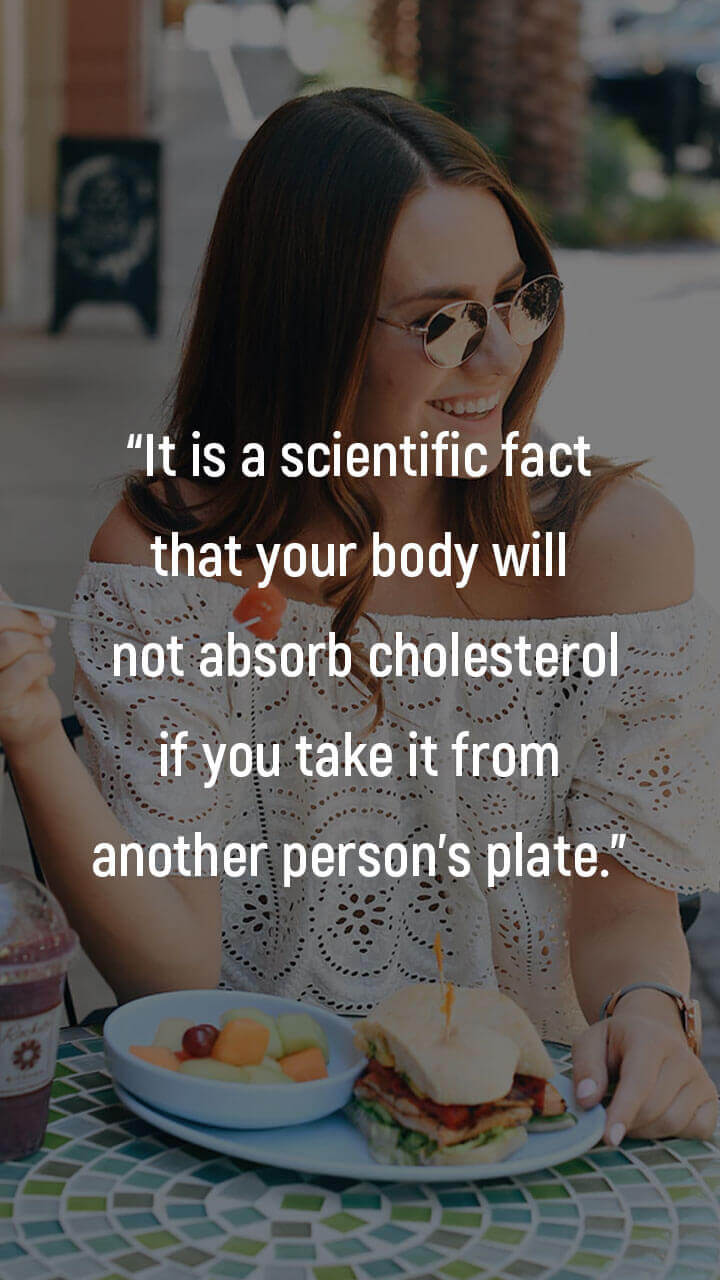 “It is a scientific fact
that your body will
not absorb cholesterol
if you take it from
another person’s plate.”